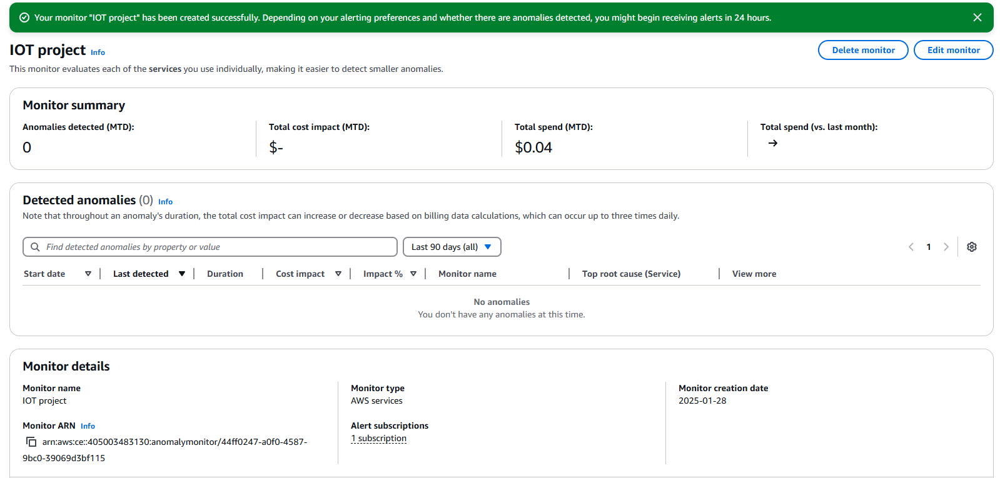 Your monitor "IOT project" has been created successfully. Depending on your alerting preferences and whether there are anomalies detected, you might begin receiving alerts in 24 hours.
IOT project Info
Delete monitor
Edit monitor
This monitor evaluates each of the services you use individually, making it easier to detect smaller anomalies.
Monitor summary
Anomalies detected (MTD):
0
Total cost impact (MTD):
$-
Total spend (MTD):
$0.04
Total spend (vs. last month):
→
Detected anomalies (0) Info
Note that throughout an anomaly's duration, the total cost impact can increase or decrease based on billing data calculations, which can occur up to three times daily.
Find detected anomalies by property or value
Last 90 days (all)
1
Start date Last detected Duration Cost impact Impact % Monitor name Top root cause (Service) View more
No anomalies
You don't have any anomalies at this time.
Monitor details
Monitor name
IOT project
Monitor ARN Info
arn:aws:ce::405003483130:anomalymonitor/44ff0247-a0f0-4587-
9bc0-39069d3bf115
Monitor type
AWS services
Alert subscriptions
1 subscription
Monitor creation date
2025-01-28